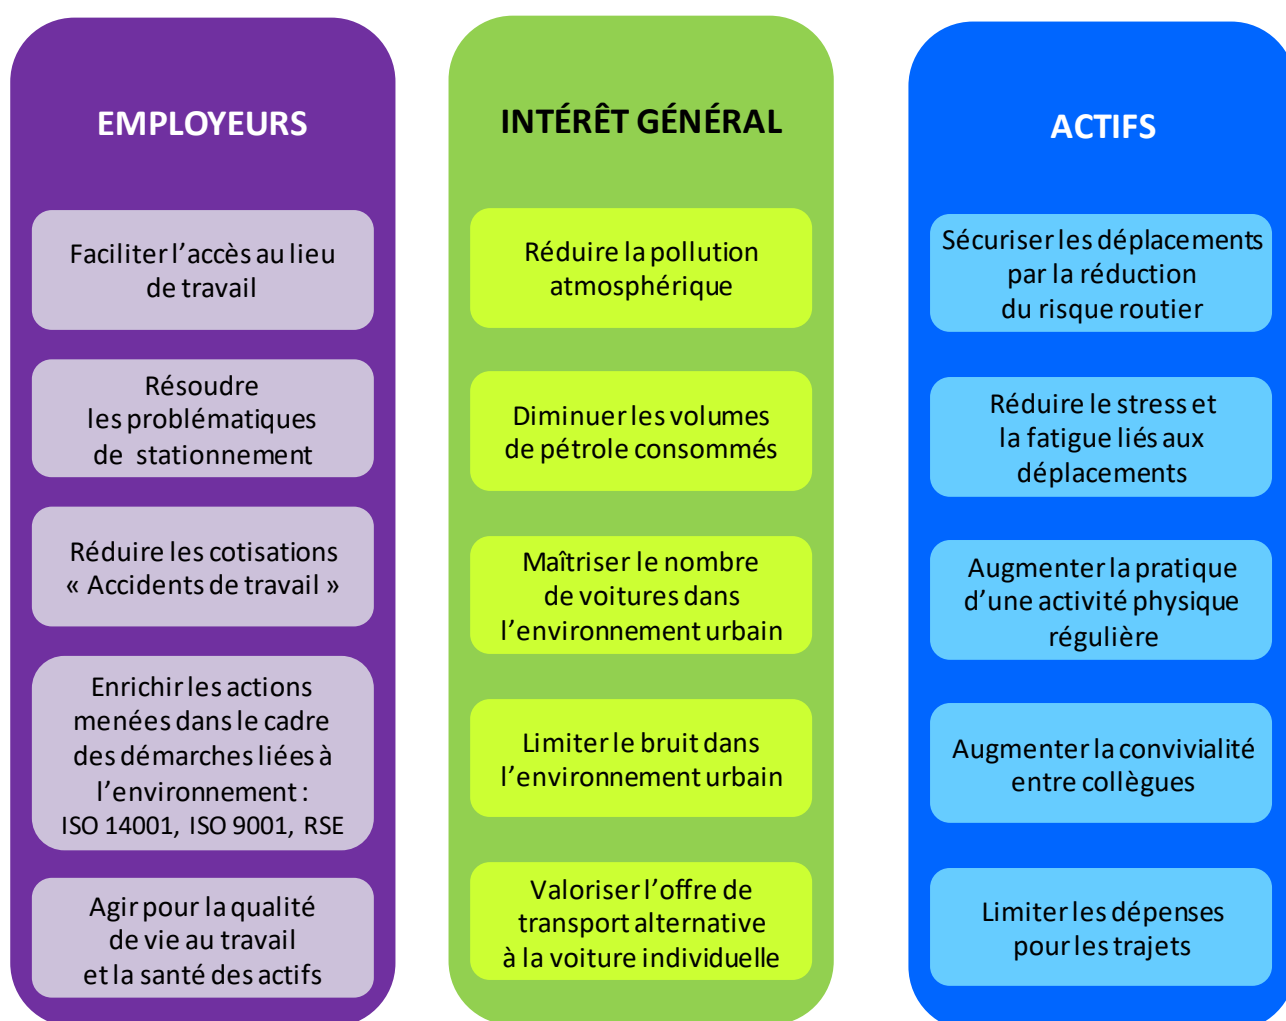 EMPLOYEURS
Faciliter l’accès au lieu
de travail
Résoudre
les problématiques
de stationnement
Réduire les cotisations
« Accidents de travail »
Enrichir les actions
menées dans le cadre
des démarches liées à
l’environnement :
ISO 14001, ISO 9001, RSE
Agir pour la qualité
de vie au travail
et la santé des actifs
INTÉRÊT GÉNÉRAL
Réduire la pollution
atmosphérique
Diminuer les volumes
de pétrole consommés
Maîtriser le nombre
de voitures dans
l’environnement urbain
Limiter le bruit dans
l’environnement urbain
Valoriser l’offre de
transport alternative
à la voiture individuelle
ACTIFS
Sécuriser les déplacements
par la réduction
du risque routier
Réduire le stress et
la fatigue liés aux
déplacements
Augmenter la pratique
d’une activité physique
régulière
Augmenter la convivialité
entre collègues
Limiter les dépenses
pour les trajets